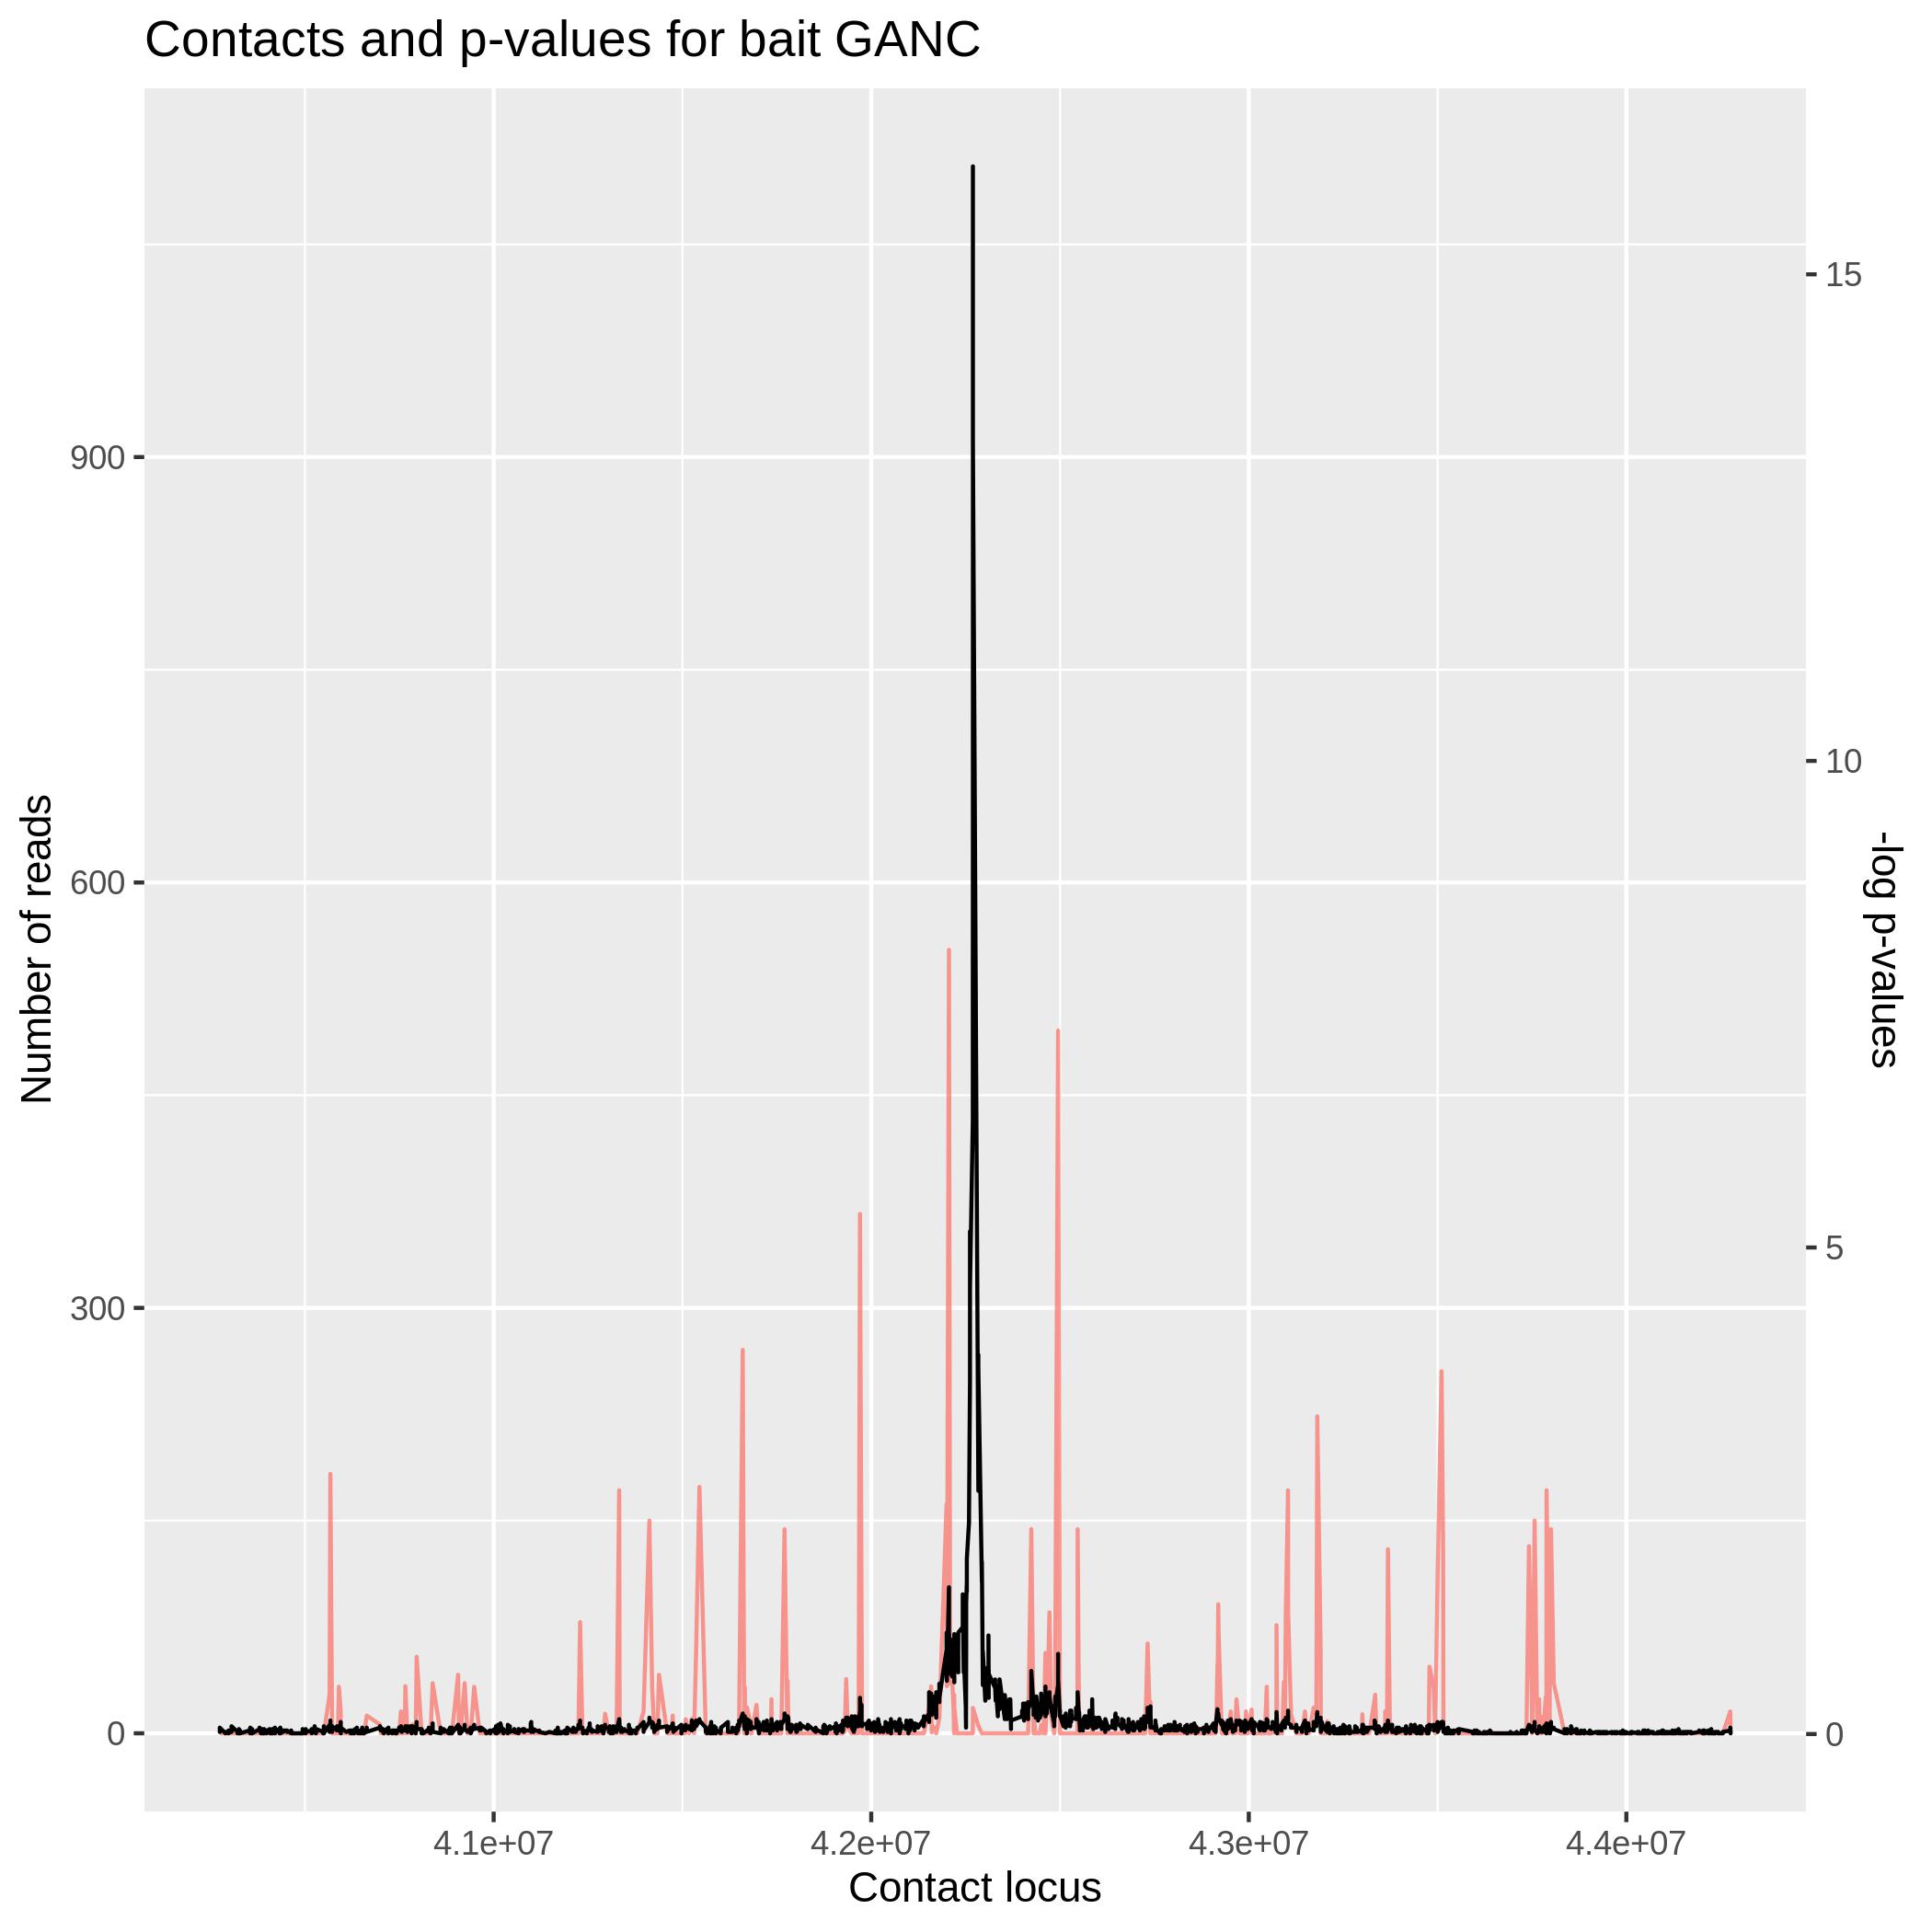 Contacts and p-values for bait GANC
Number of reads
900
600
300
0
15
10
5
0
-log p-values
4.1e+07
4.2e+07
4.3e+07
4.4e+07
Contact locus